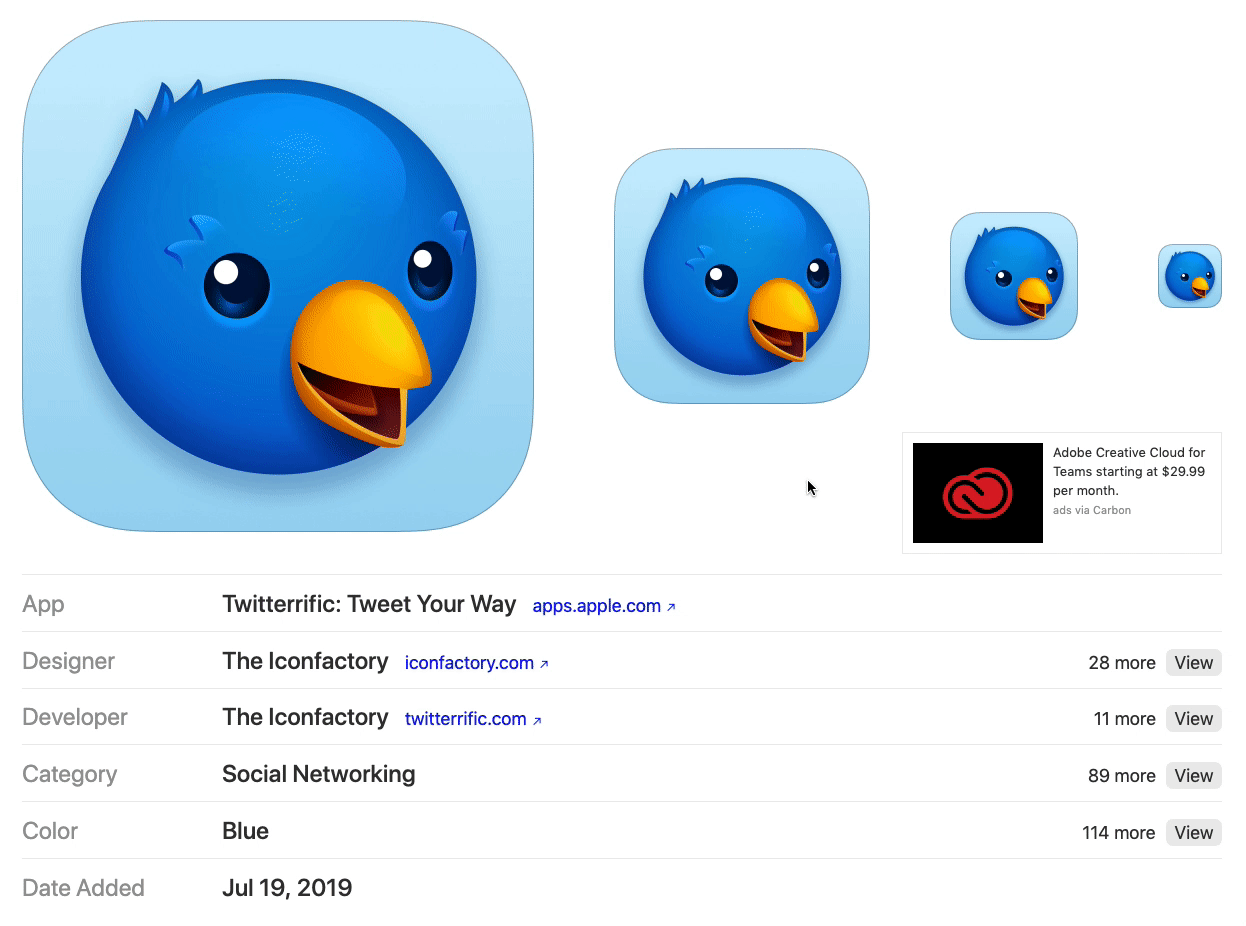 Adobe Creative Cloud for
Teams starting at $29.99
per month.
ads via Carbon
App Twitterrific: Tweet Your Way apps.apple.com ↗
Designer The Iconfactory iconfactory.com ↗ 28 more View
Developer The Iconfactory twitterrific.com ↗ 11 more View
Category Social Networking 89 more View
Color Blue 114 more View
Date Added Jul 19, 2019